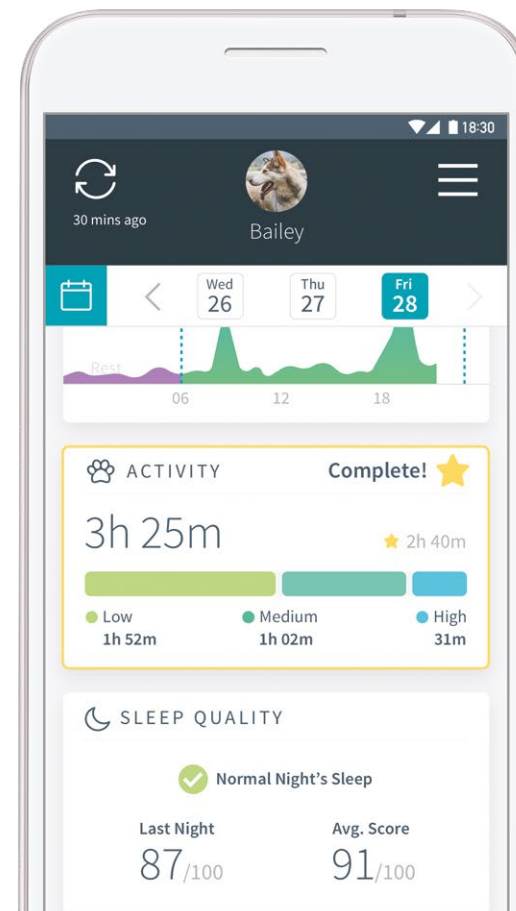 18:30
30 mins ago
Bailey
Wed Thu Fri
26 27 28
Rest
06 12 18
ACTIVITY Complete!
3h 25m 2h 40m
Low Medium High
1h 52m 1h 02m 31m
SLEEP QUALITY
Normal Night's Sleep
Last Night Avg. Score
87/100 91/100